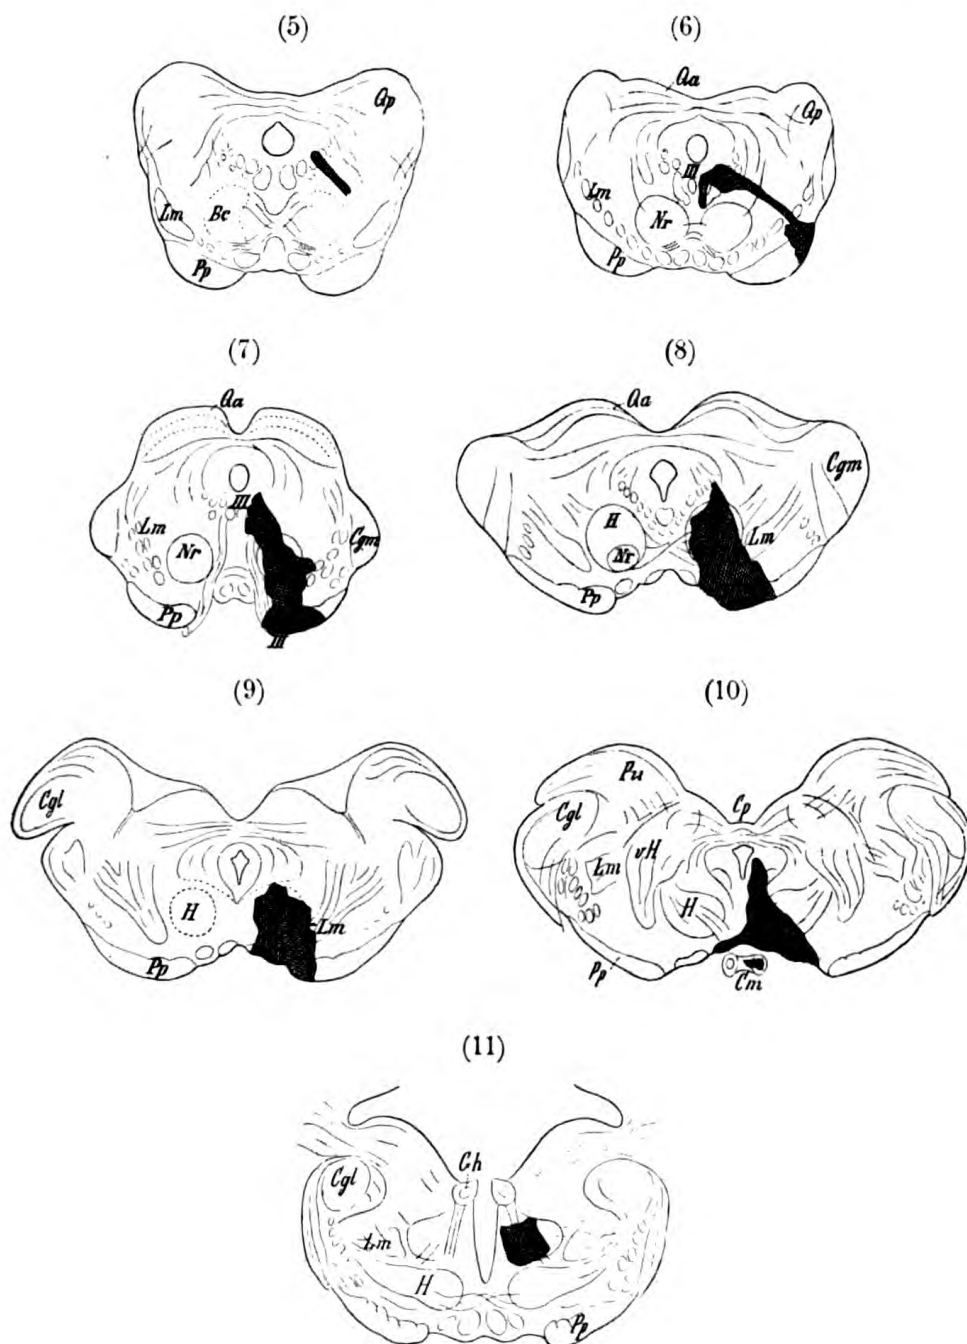 (5)
(6)
Qp
Lm
Bc
Pp
Qa
Qp
III
Lm
Nr
Pp
(7)
(8)
Qa
III
Lm
Nr
Cgm
Pp
III
Qa
Cgm
H
Lm
Nr
Pp
(9)
(10)
Cgl
H
Lm
Pp
Pu
Cgl
Cp
vH
Lm
H
Pp
Cm
(11)
Gh
Cgl
Lm
H
Pp